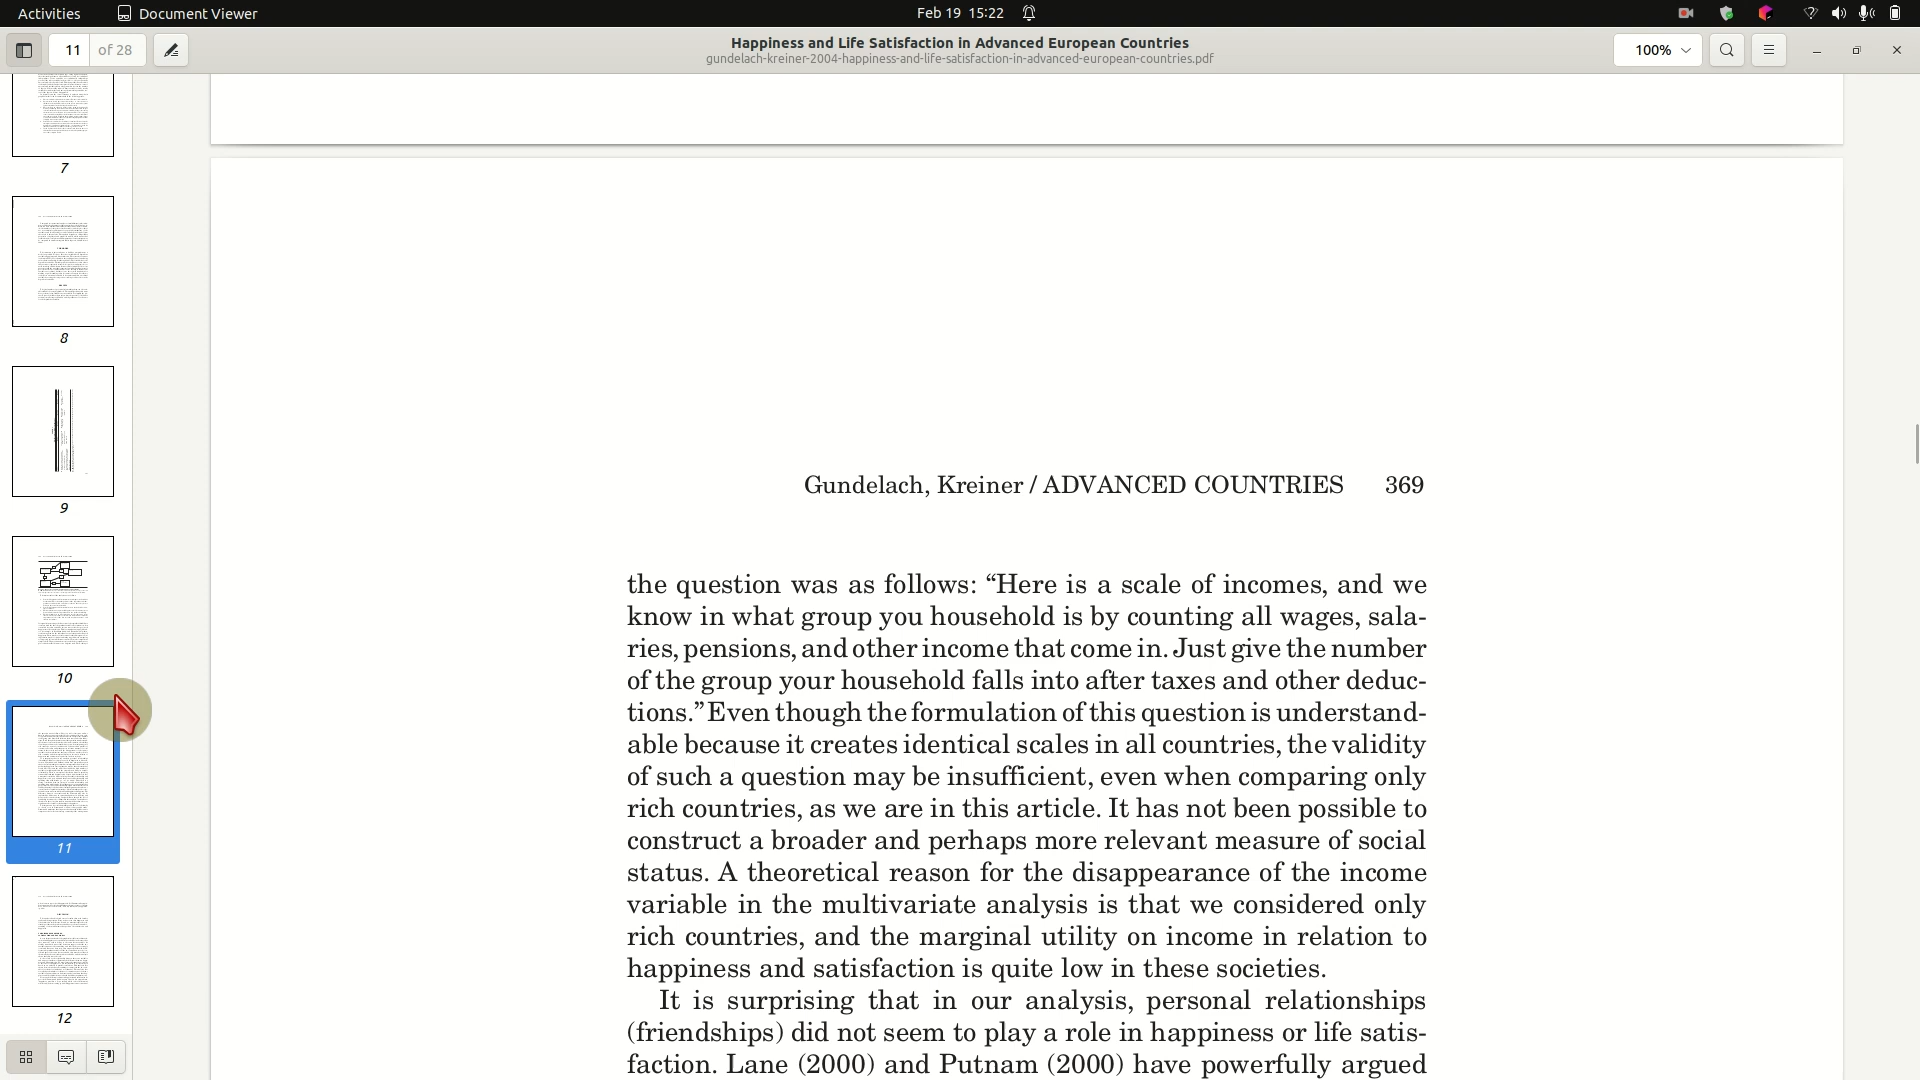 Activities
Document Viewer
Feb 19 15:22
11 of 28
Happiness and Life Satisfaction in Advanced European Countries
gundelach-kreiner-2004-happiness-and-life-satisfaction-in-advanced-european-countries.pdf
100%
7
8
9
10
11
12
Gundelach, Kreiner / ADVANCED COUNTRIES 369
the question was as follows: “Here is a scale of incomes, and we
know in what group you household is by counting all wages, sala-
ries, pensions, and other income that come in. Just give the number
of the group your household falls into after taxes and other deduc-
tions.” Even though the formulation of this question is understand-
able because it creates identical scales in all countries, the validity
of such a question may be insufficient, even when comparing only
rich countries, as we are in this article. It has not been possible to
construct a broader and perhaps more relevant measure of social
status. A theoretical reason for the disappearance of the income
variable in the multivariate analysis is that we considered only
rich countries, and the marginal utility on income in relation to
happiness and satisfaction is quite low in these societies.
It is surprising that in our analysis, personal relationships
(friendships) did not seem to play a role in happiness or life satis-
faction. Lane (2000) and Putnam (2000) have powerfully argued